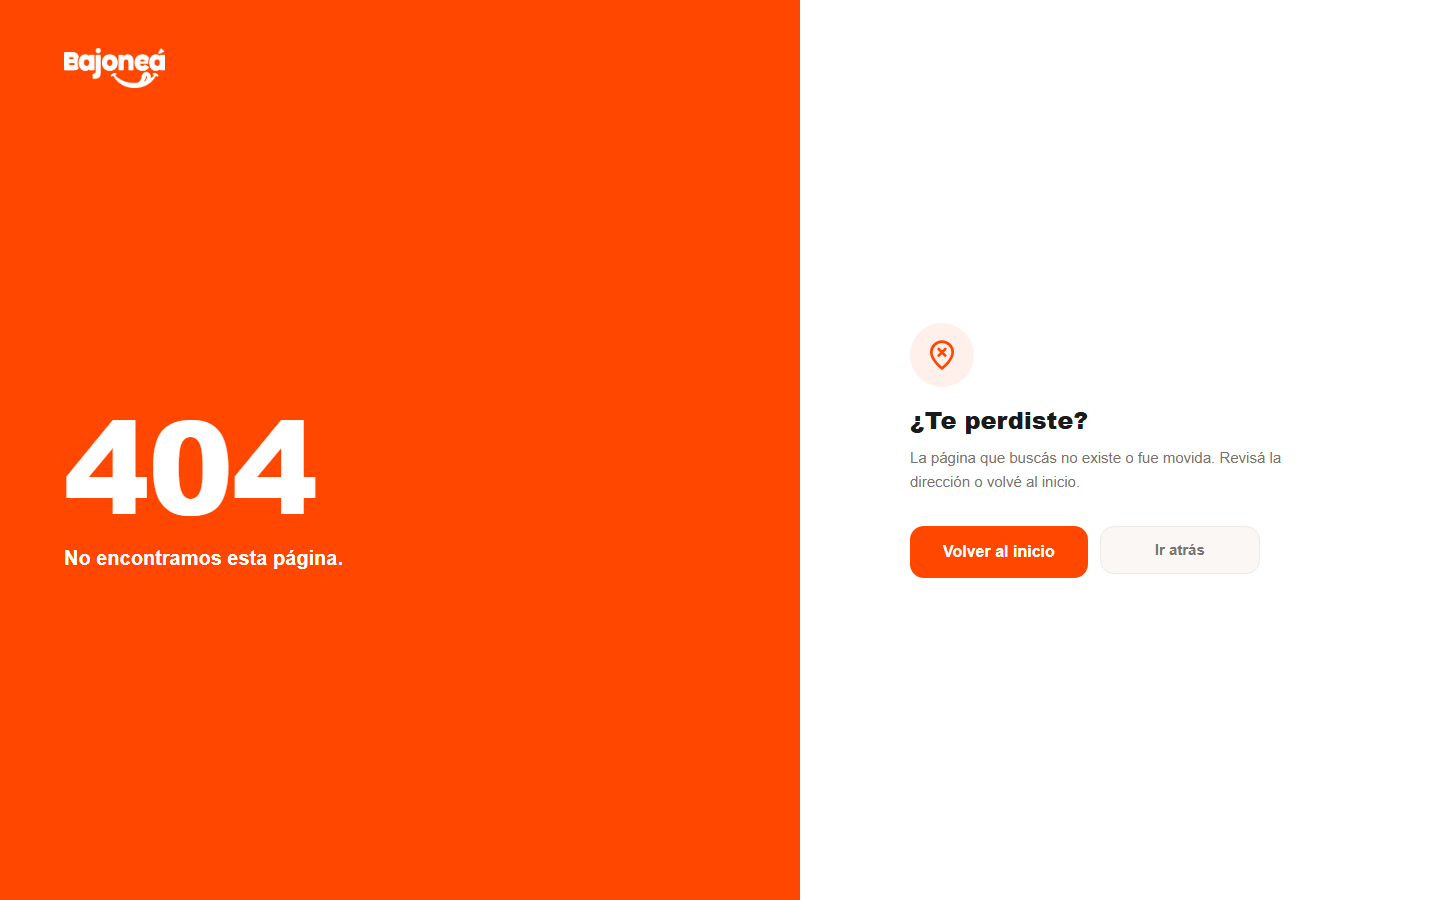 Bajoneá
404
No encontramos esta página.
¿Te perdiste?
La página que buscás no existe o fue movida. Revisá la
dirección o volvé al inicio.
Volver al inicio
Ir atrás